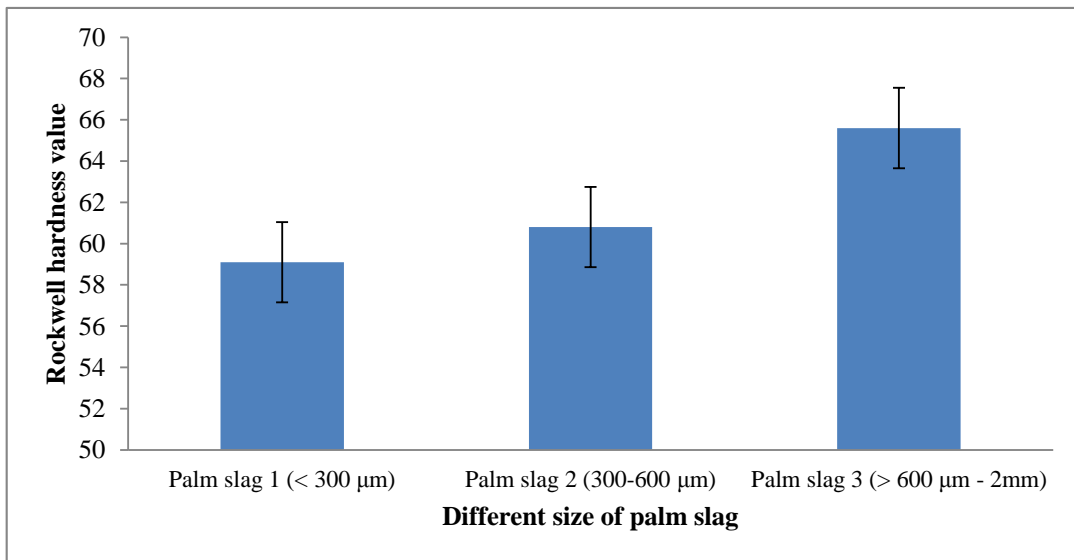 70
68
66
64
62
60
58
56
54
52
50
Rockwell hardness value
Palm slag 1 (< 300 μm)
Palm slag 2 (300-600 μm)
Palm slag 3 (> 600 μm - 2mm)
Different size of palm slag